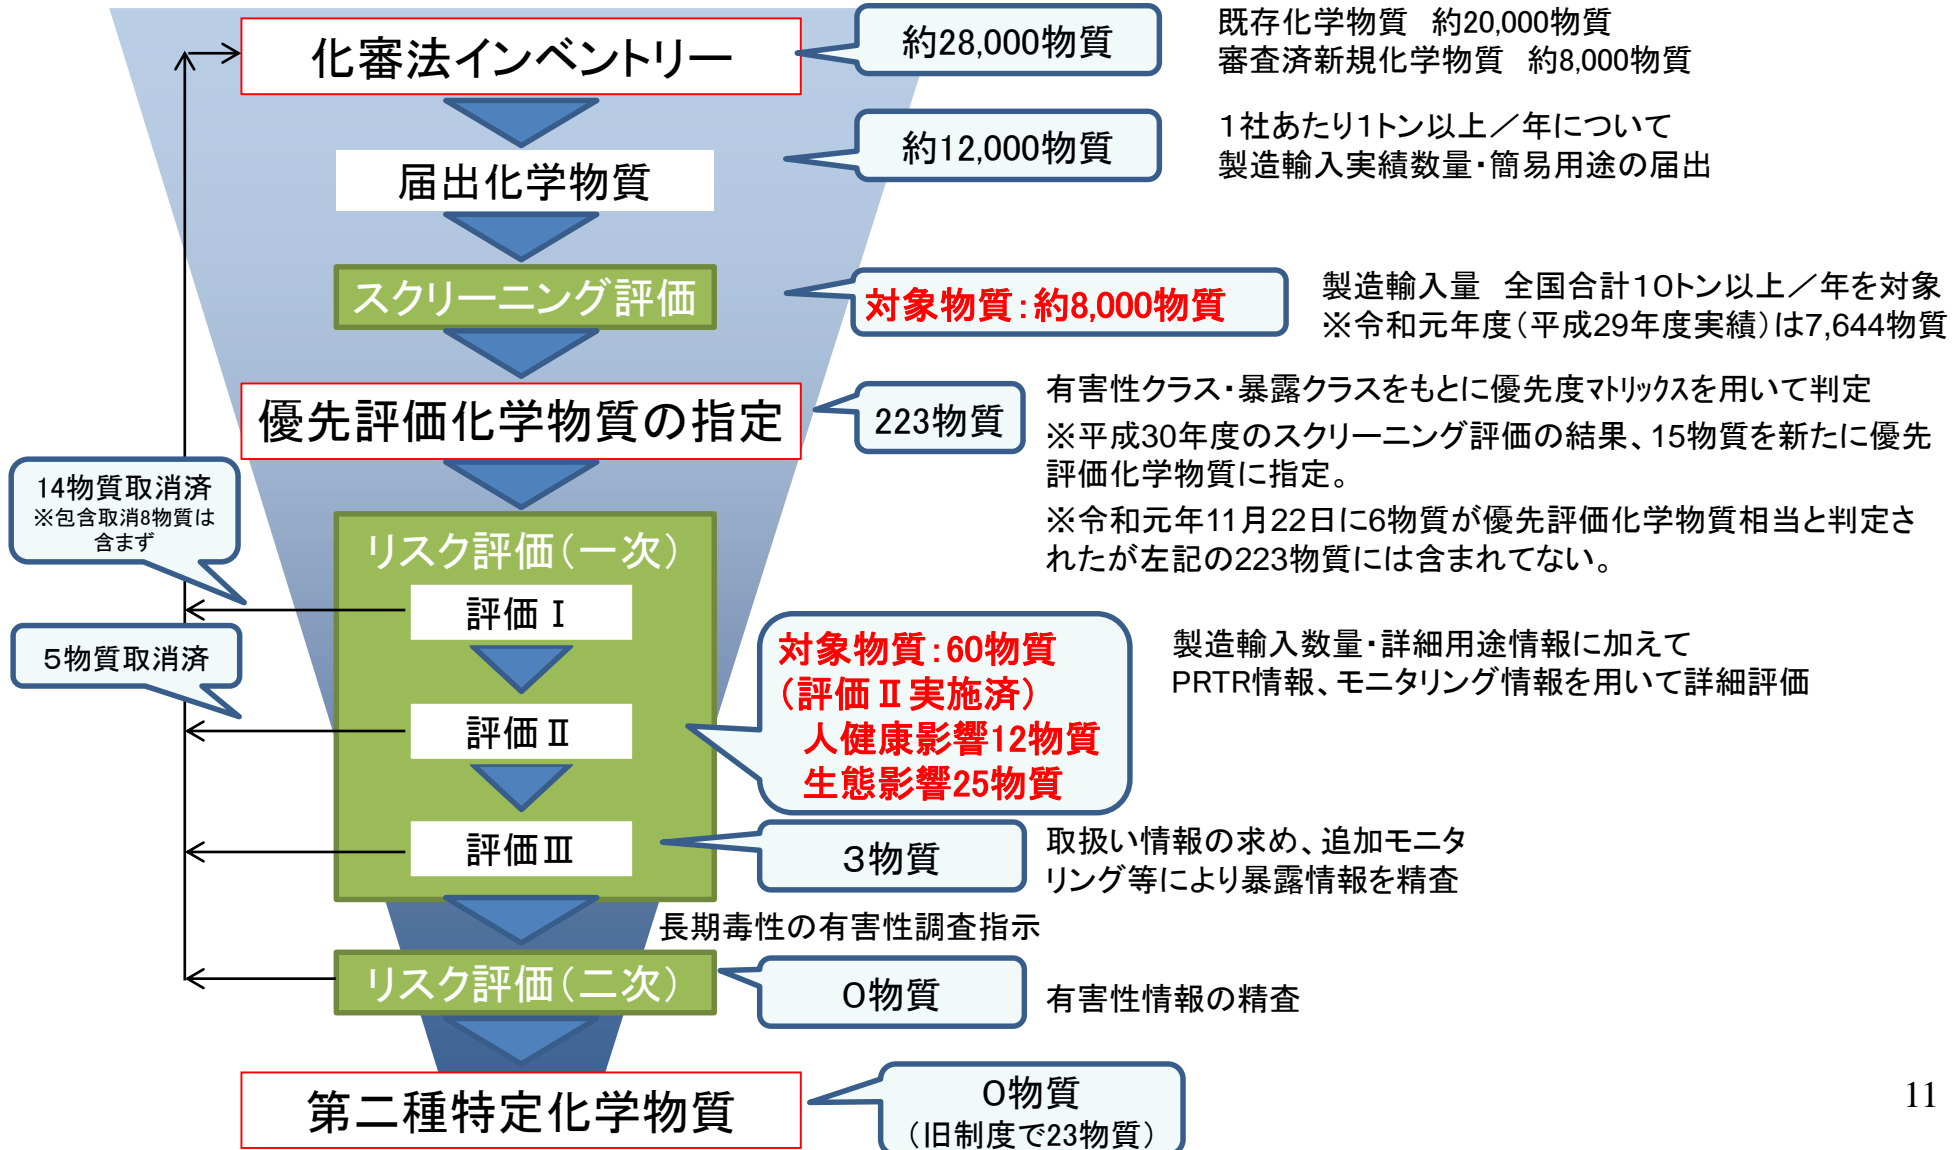 化審法インベントリー
約28,000物質
既存化学物質　約20,000物質
審査済新規化学物質　約8,000物質
届出化学物質
約12,000物質
１社あたり1トン以上／年について
製造輸入実績数量・簡易用途の届出
スクリーニング評価
対象物質：約8,000物質
製造輸入量　全国合計１０トン以上／年を対象
※令和元年度（平成29年度実績）は7,644物質
優先評価化学物質の指定
223物質
有害性クラス・暴露クラスをもとに優先度ﾏﾄﾘｯｸｽを用いて判定
※平成30年度のスクリーニング評価の結果、15物質を新たに優先
評価化学物質に指定。
※令和元年11月22日に6物質が優先評価化学物質相当と判定さ
れたが左記の223物質には含まれてない。
14物質取消済
※包含取消8物質は
含まず
リスク評価（一次）
評価Ⅰ
５物質取消済
対象物質：60物質
（評価Ⅱ実施済）
人健康影響12物質
生態影響25物質
製造輸入数量・詳細用途情報に加えて
PRTR情報、モニタリング情報を用いて詳細評価
評価Ⅱ
評価Ⅲ
３物質
取扱い情報の求め、追加モニタ
リング等により暴露情報を精査
長期毒性の有害性調査指示
リスク評価（二次）
０物質
有害性情報の精査
第二種特定化学物質
０物質
（旧制度で23物質）
11